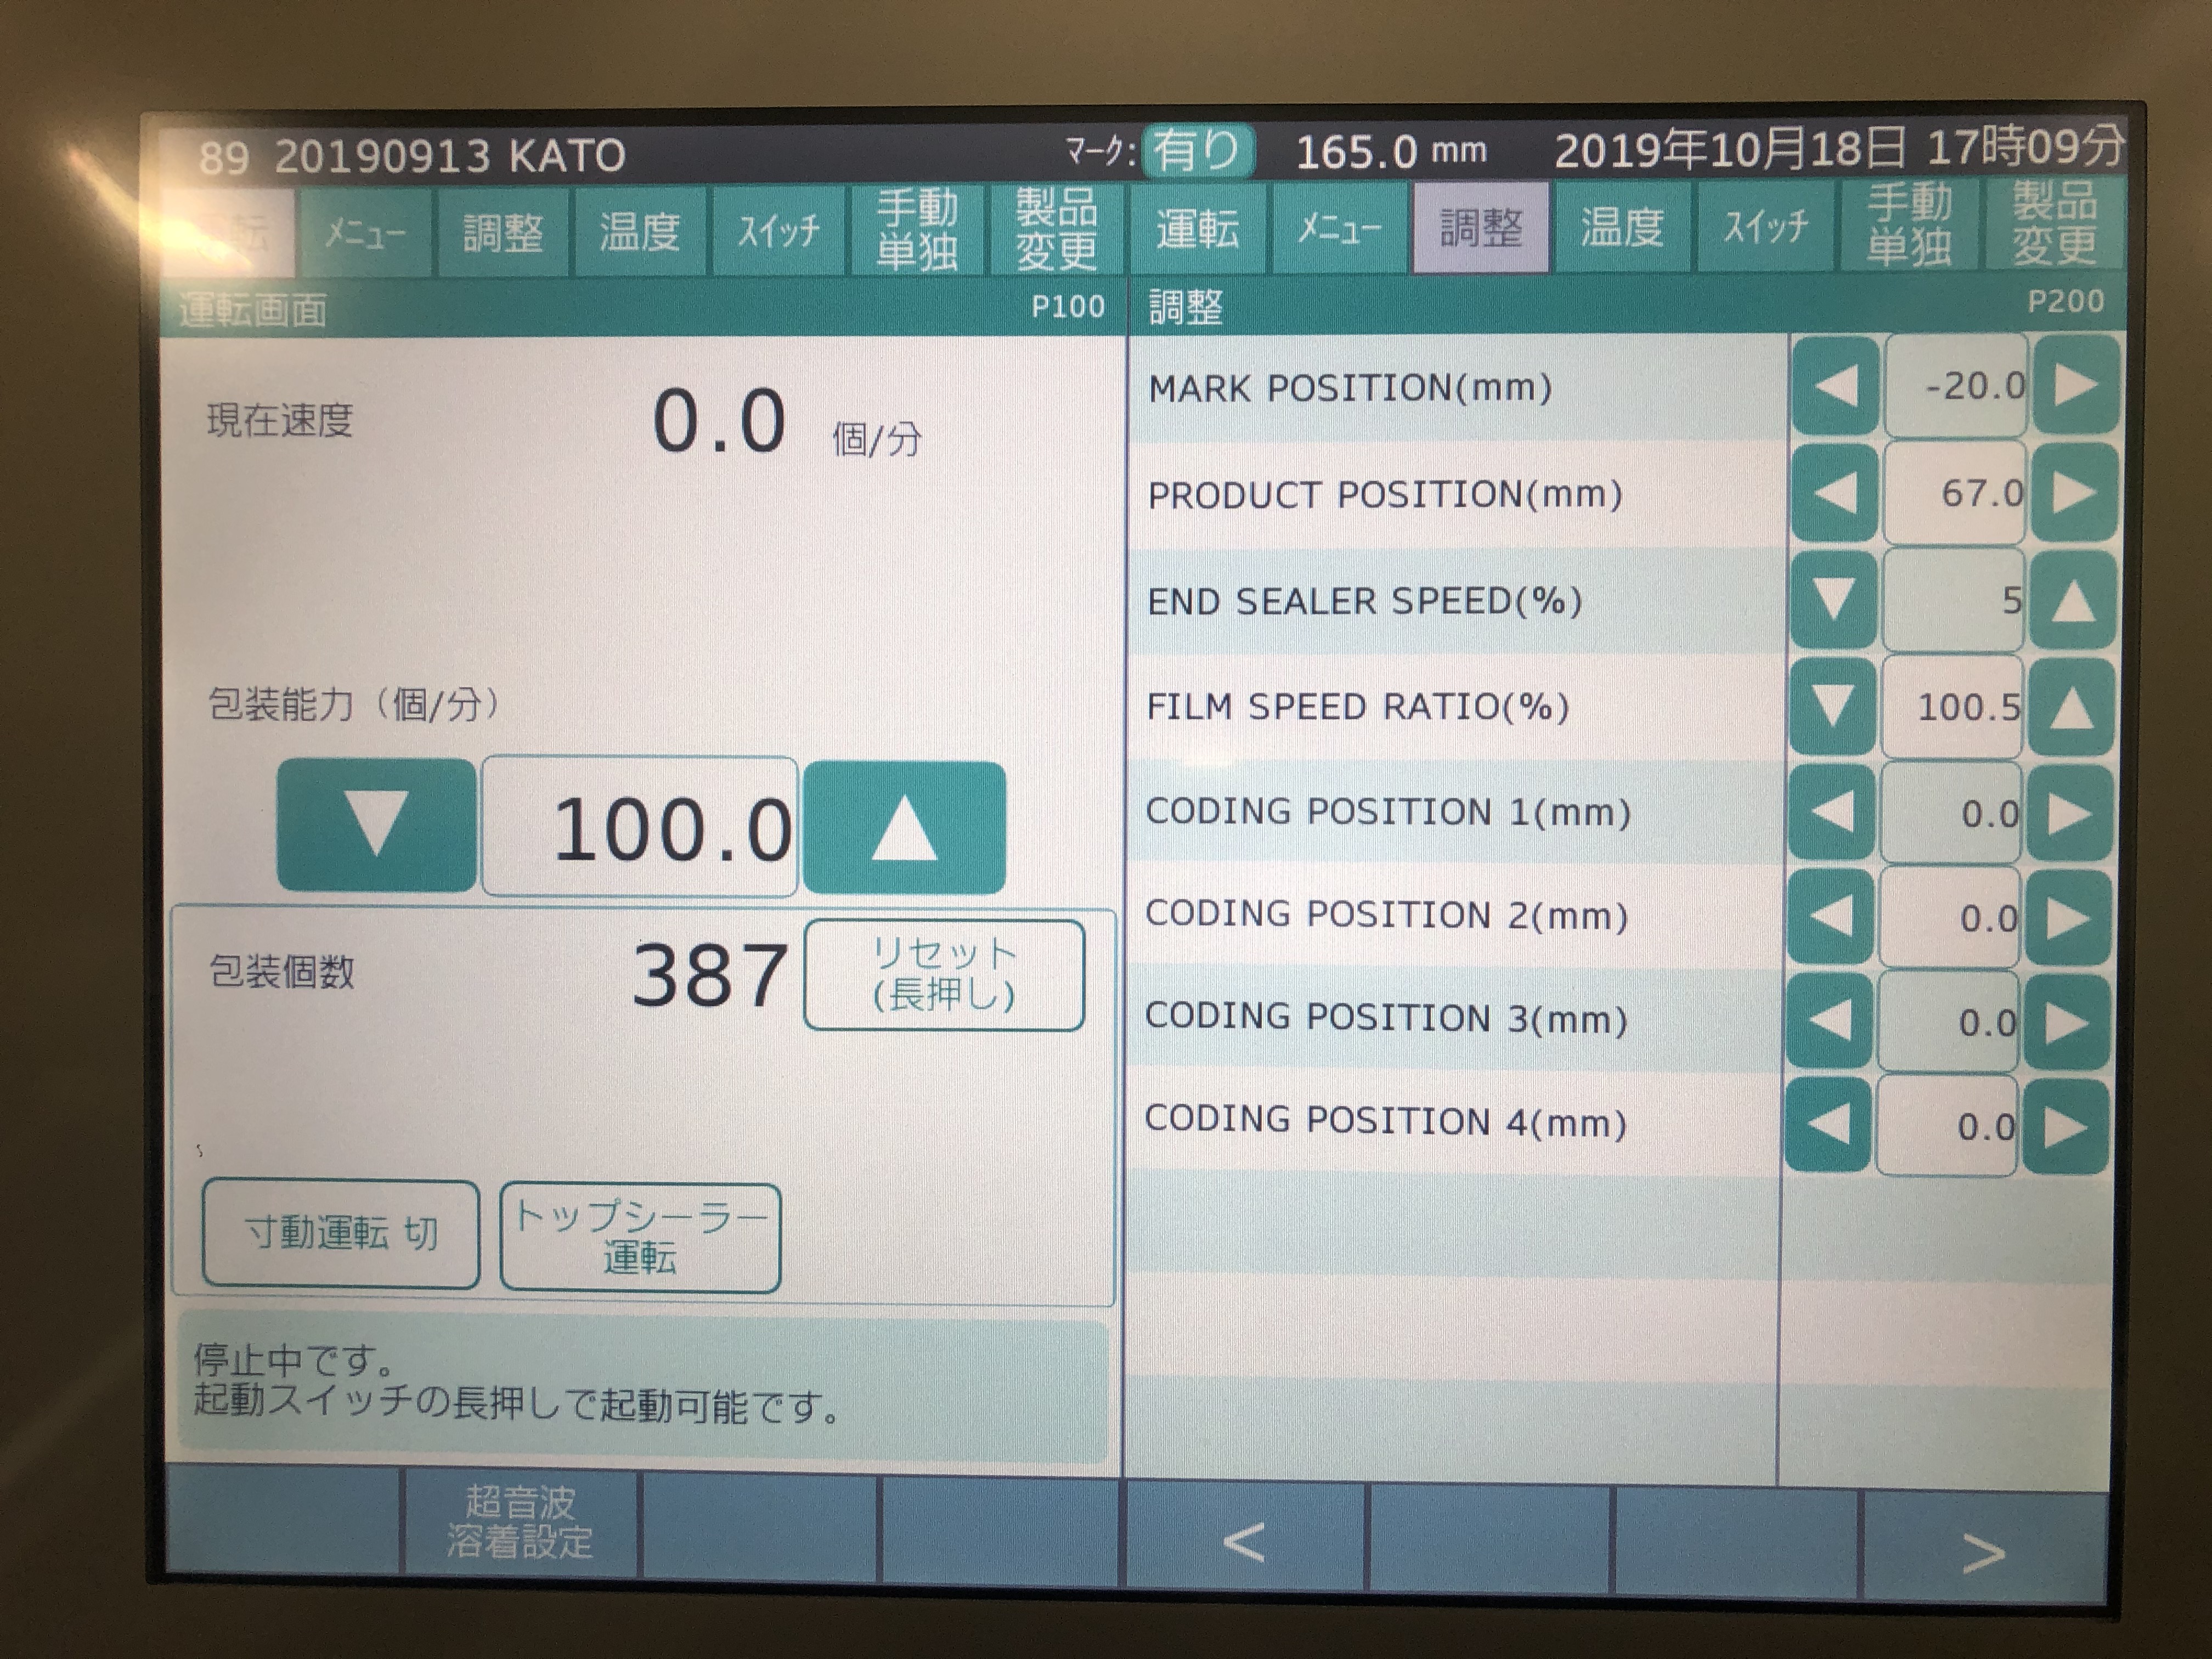 89 20190913 KATO ﾏｰｸ: 有り 165.0 mm 2019年10月18日 17時09分
転 ﾒﾆｭｰ 調整 温度 ｽｲｯﾁ 手動単独 製品変更 運転 ﾒﾆｭｰ 調整 温度 ｽｲｯﾁ 手動単独 製品変更
運転画面 P100
現在速度 0.0 個/分
包装能力（個/分）
▼ 100.0 ▲
包装個数 387 リセット
(長押し)
寸動運転 切
トップシーラー
運転
停止中です。
起動スイッチの長押しで起動可能です。
超音波
溶着設定
調整 P200
MARK POSITION(mm) ◀ -20.0 ▶
PRODUCT POSITION(mm) ◀ 67.0 ▶
END SEALER SPEED(%) ▼ 5 ▲
FILM SPEED RATIO(%) ▼ 100.5 ▲
CODING POSITION 1(mm) ◀ 0.0 ▶
CODING POSITION 2(mm) ◀ 0.0 ▶
CODING POSITION 3(mm) ◀ 0.0 ▶
CODING POSITION 4(mm) ◀ 0.0 ▶
< >